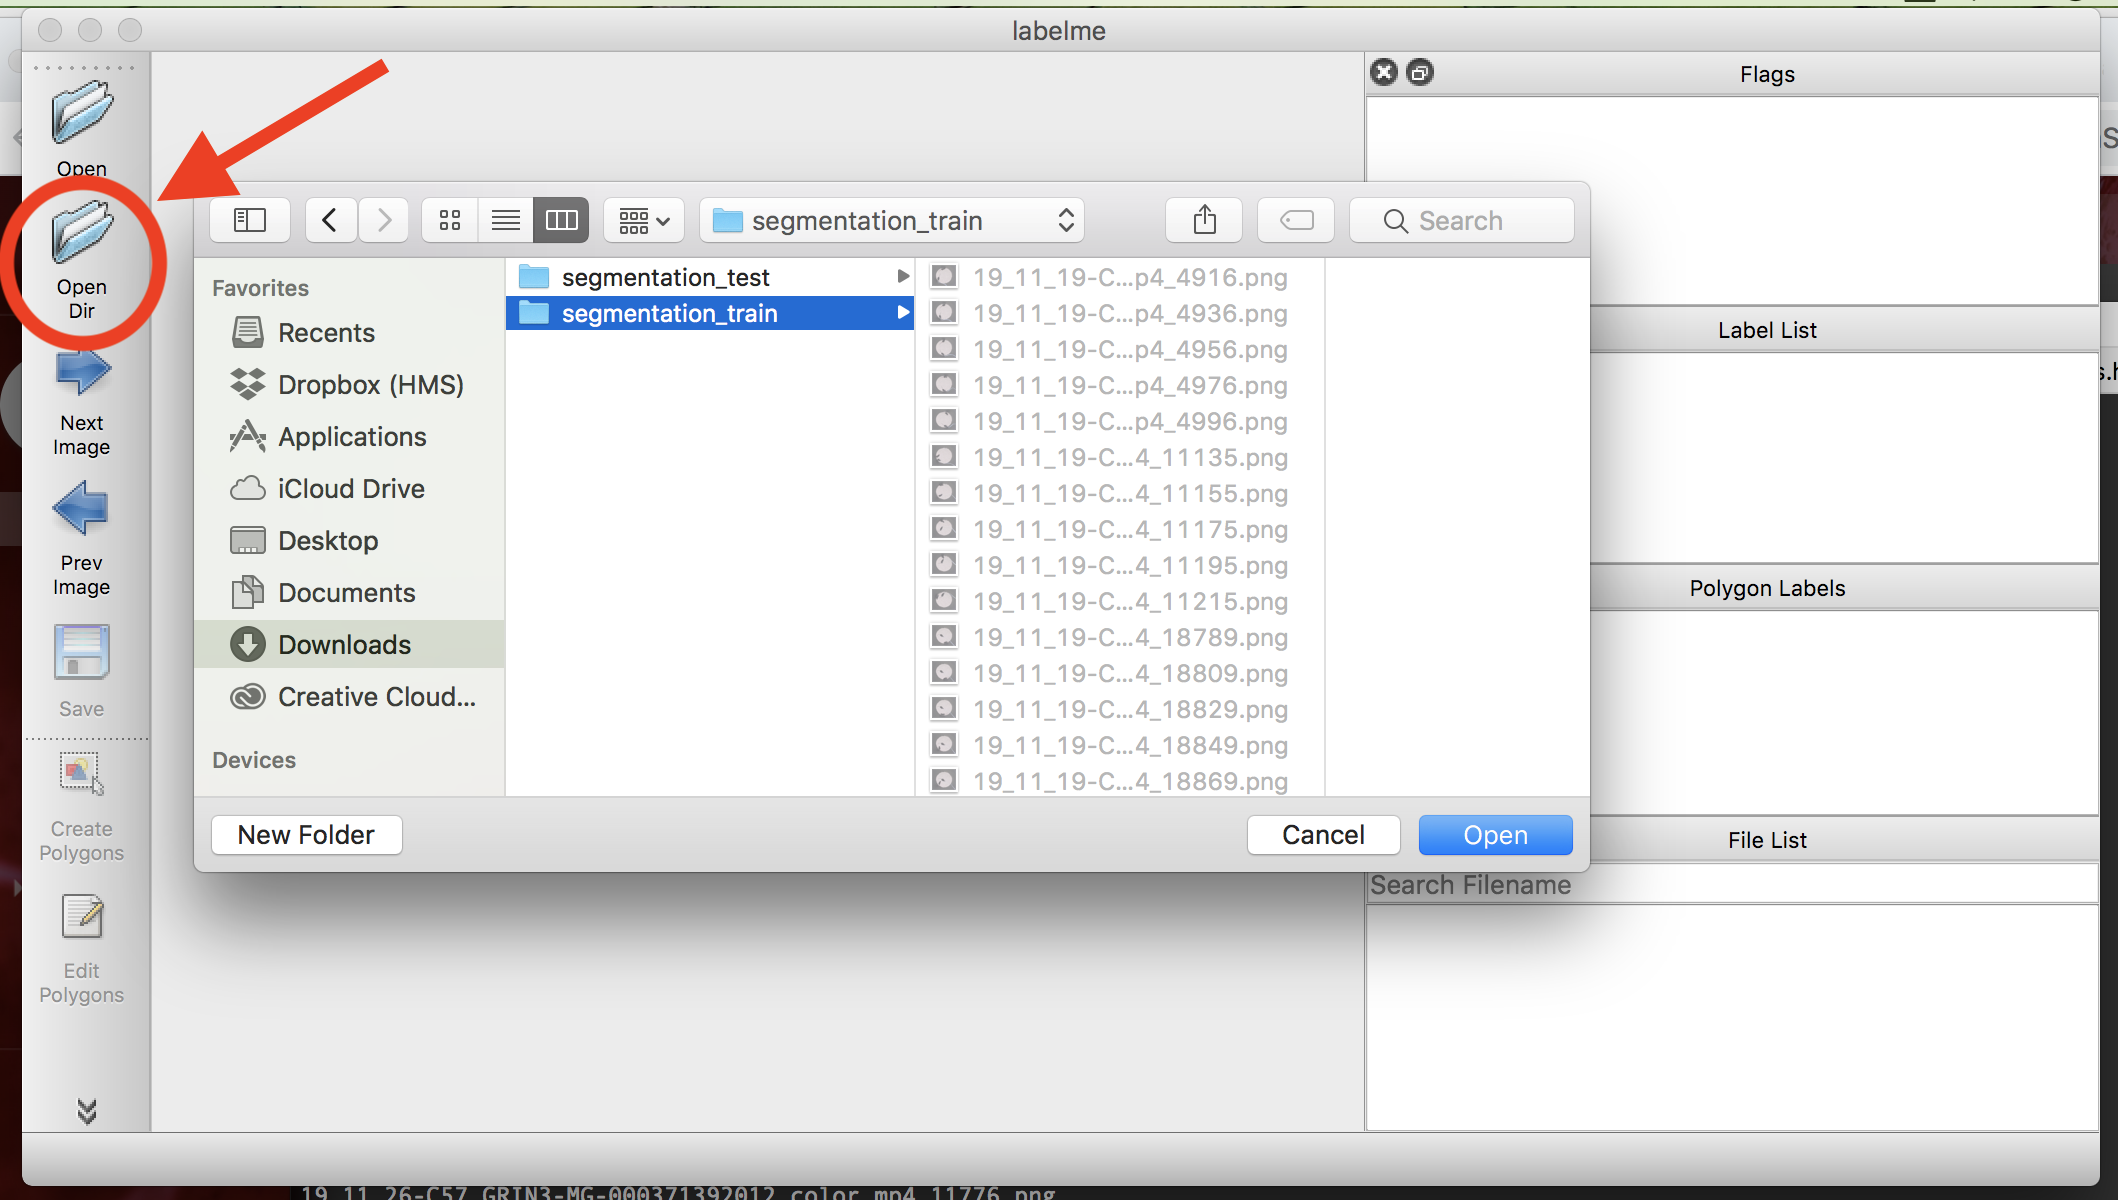 labelme
Open
Open
Dir
Next
Image
Prev
Image
Save
Create
Polygons
Edit
Polygons
segmentation_train
Search
Favorites
Recents
Dropbox (HMS)
Applications
iCloud Drive
Desktop
Documents
Downloads
Creative Cloud...
Devices
segmentation_test
segmentation_train
19_11_19-C...p4_4916.png
19_11_19-C...p4_4936.png
19_11_19-C...p4_4956.png
19_11_19-C...p4_4976.png
19_11_19-C...p4_4996.png
19_11_19-C...4_11135.png
19_11_19-C...4_11155.png
19_11_19-C...4_11175.png
19_11_19-C...4_11195.png
19_11_19-C...4_11215.png
19_11_19-C...4_18789.png
19_11_19-C...4_18809.png
19_11_19-C...4_18829.png
19_11_19-C...4_18849.png
19_11_19-C...4_18869.png
New Folder
Cancel
Open
Flags
Label List
Polygon Labels
File List
Search Filename
19_11_26-C57_GRIN3-MG-000371392012_color_mp4_11776.png